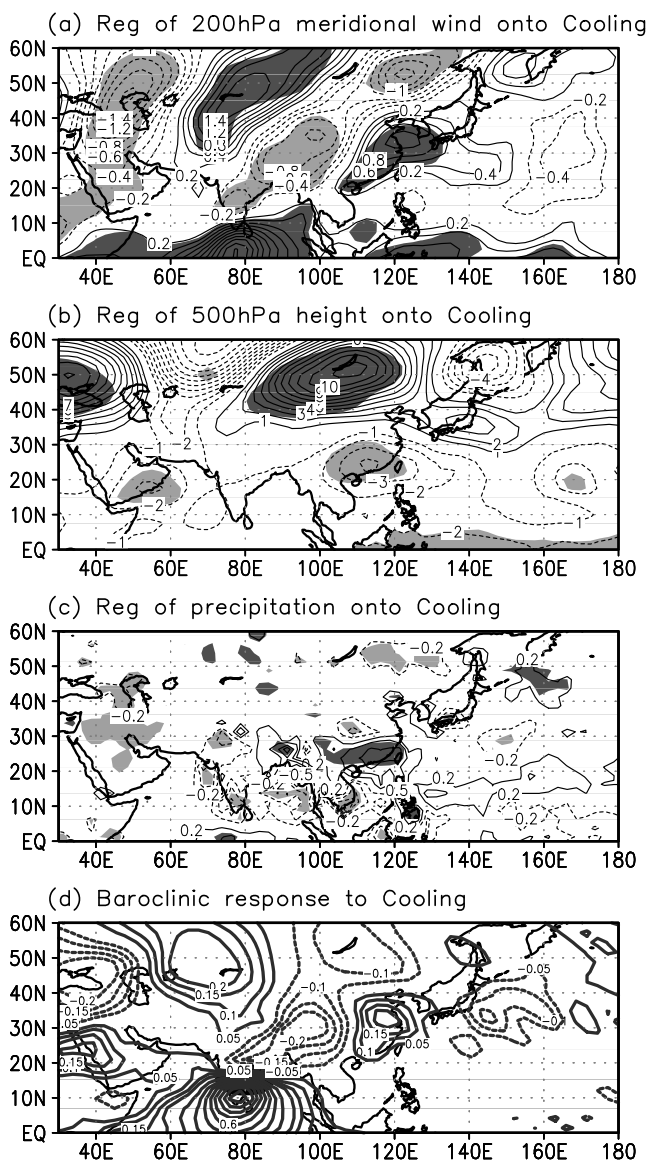 (a) Reg of 200hPa meridional wind onto Cooling
60N
50N
40N
30N
20N
10N
EQ
-1
0.2
-0.2
1.4
1.2
-1.4
-1.2
-0.8
-0.6
-0.4
-0.2
0.2
-0.4
-0.2
0.8
0.6
0.2
0.4
-0.4
0.2
0.2
40E 60E 80E 100E 120E 140E 160E 180
(b) Reg of 500hPa height onto Cooling
60N
50N
40N
30N
20N
10N
EQ
7
10
9
1
3
-4
-2
-1
-2
-3
-2
-2
-1
-1
-2
40E 60E 80E 100E 120E 140E 160E 180
(c) Reg of precipitation onto Cooling
60N
50N
40N
30N
20N
10N
EQ
-0.2
0.2
-0.2
-0.2
-0.5
0.2
0.2
-0.2
0.2
0.5
0.2
-0.2
-0.2
0.2
0.2
40E 60E 80E 100E 120E 140E 160E 180
(d) Baroclinic response to Cooling
60N
50N
40N
30N
20N
10N
EQ
-0.2
-0.15
0.2
0.15
0.1
0.05
-0.1
-0.1
-0.05
-0.2
0.15
0.1
0.05
0.15
0.05
0.05
-0.15
-0.05
0.15
0.6
40E 60E 80E 100E 120E 140E 160E 180